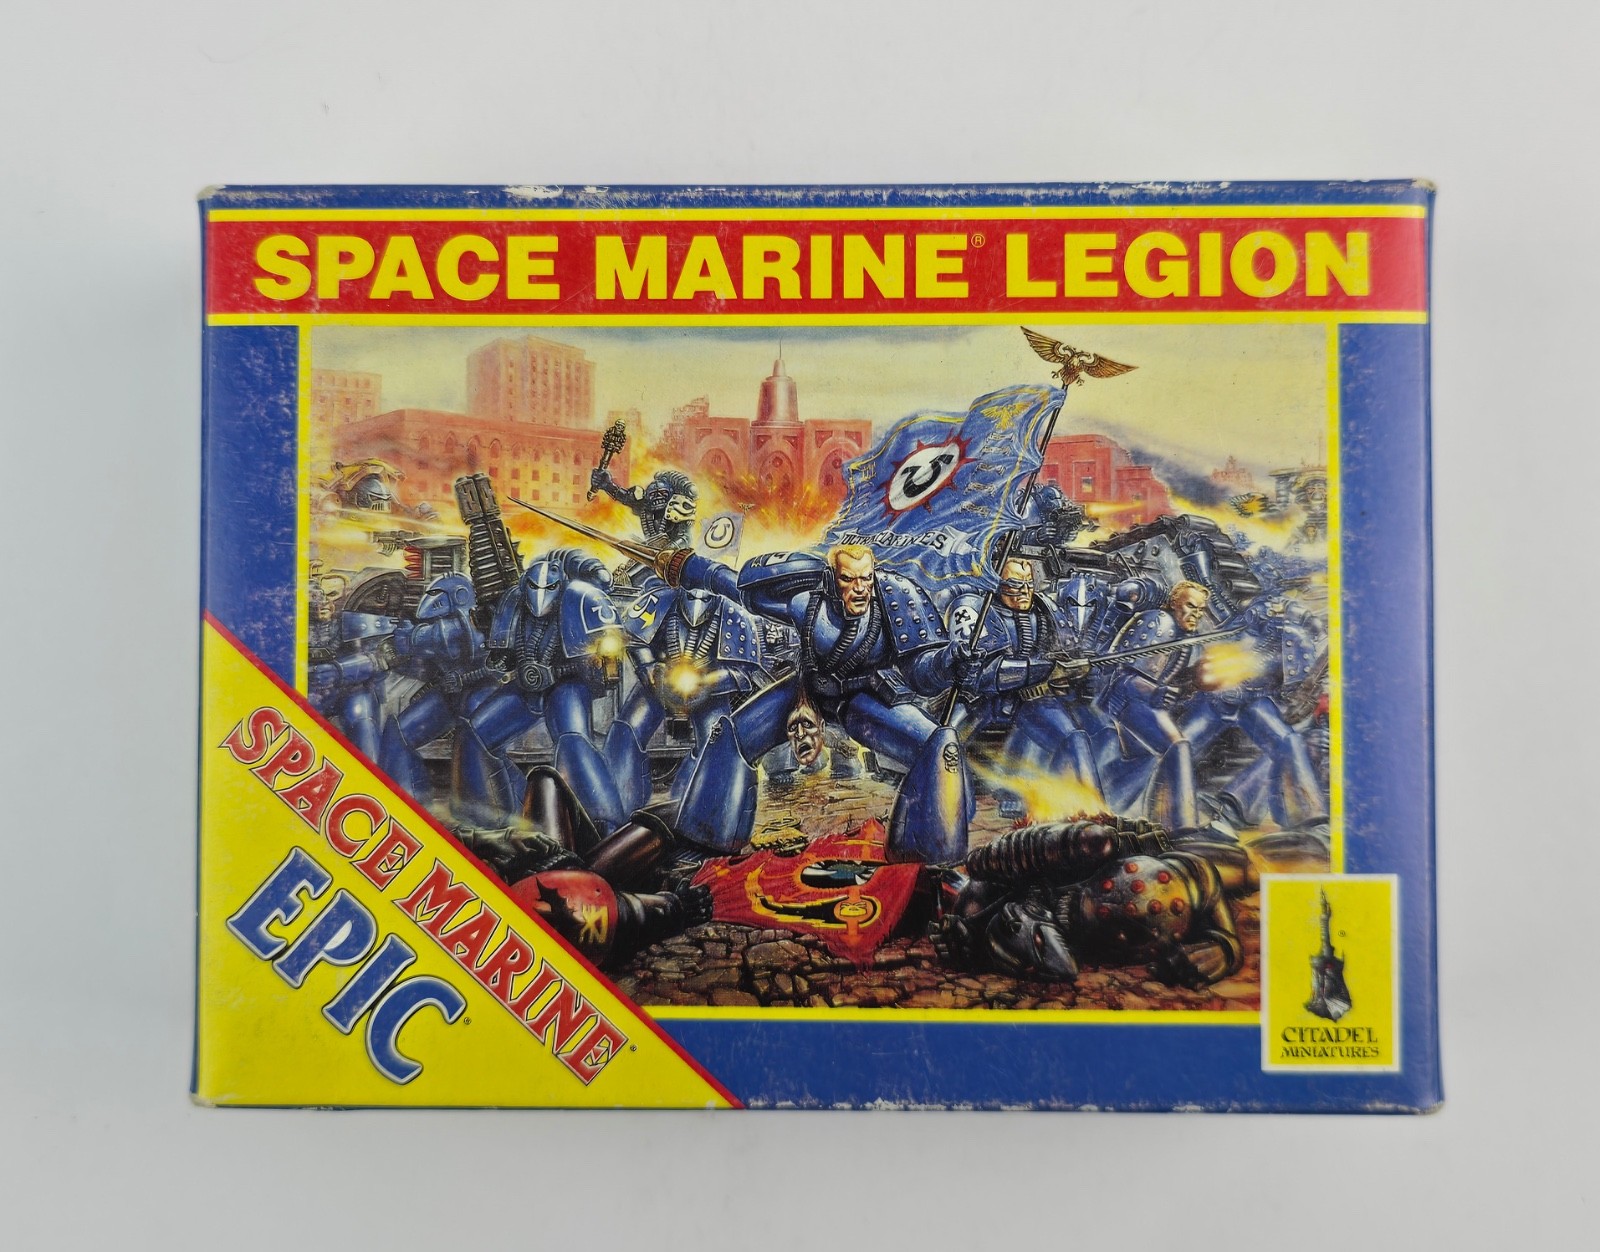 SPACE MARINE® LEGION
ULTRAMARINES
SPACE MARINE®
EPIC®
®
CITADEL
MINIATURES